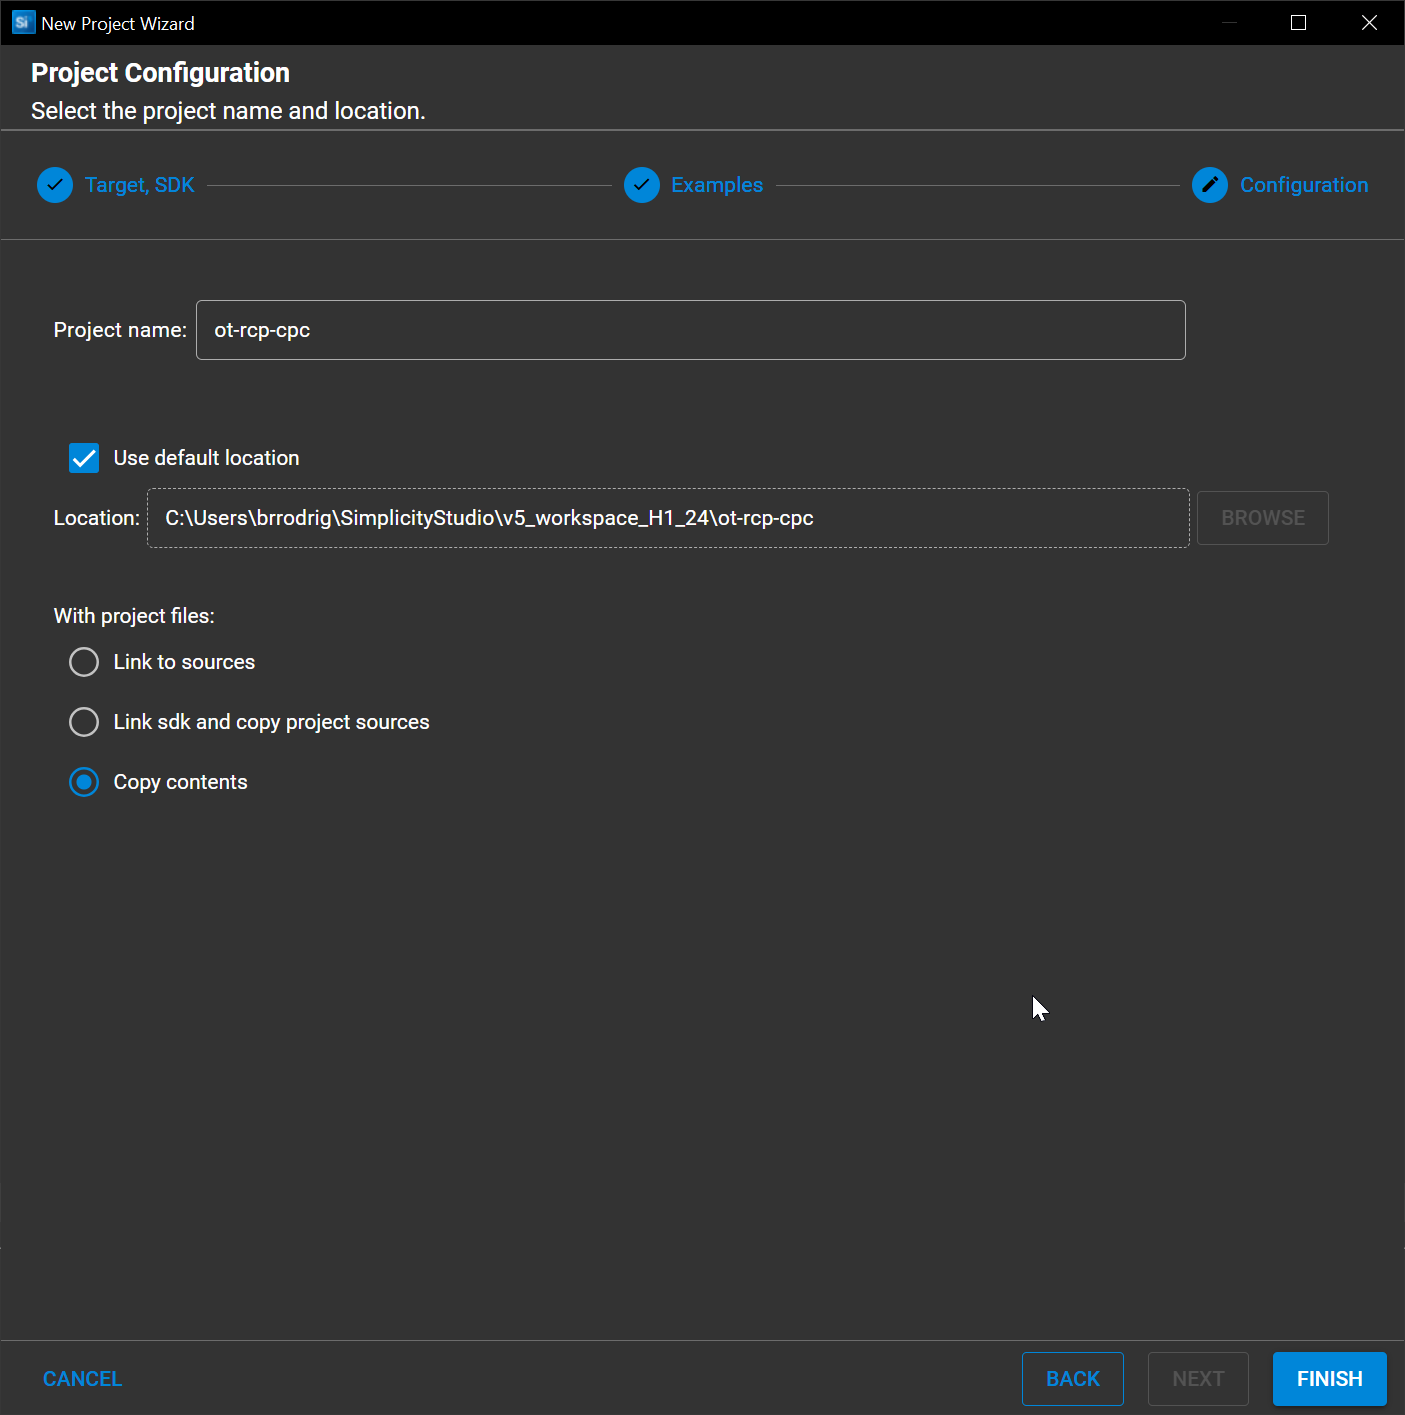 Si New Project Wizard
Project Configuration
Select the project name and location.
Target, SDK Examples Configuration
Project name: ot-rcp-cpc
Use default location
Location: C:\Users\brrodrig\SimplicityStudio\v5_workspace_H1_24\ot-rcp-cpc BROWSE
With project files:
Link to sources
Link sdk and copy project sources
Copy contents
CANCEL BACK NEXT FINISH